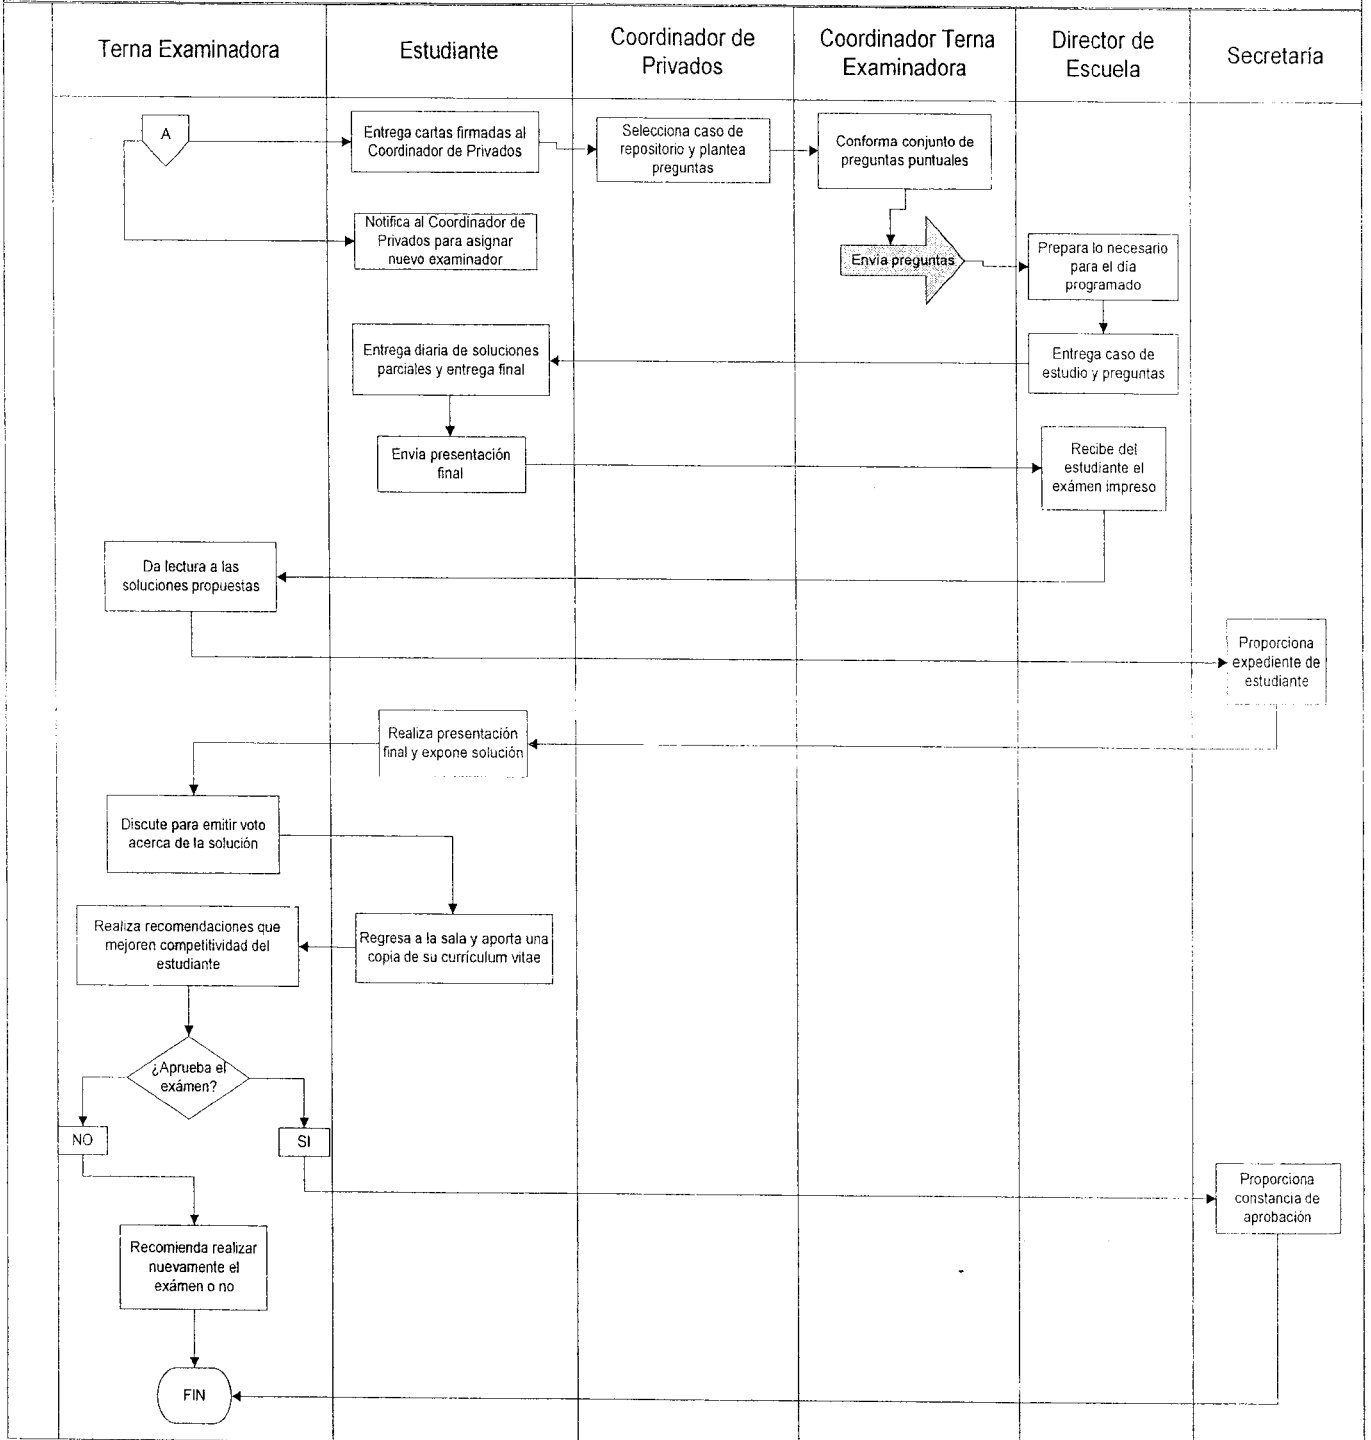 Terna Examinadora
Estudiante
Coordinador de
Privados
Coordinador Terna
Examinadora
Director de
Escuela
Secretaría
A
Entrega cartas firmadas al
Coordinador de Privados
Selecciona caso de
repositorio y plantea
preguntas
Conforma conjunto de
preguntas puntuales
Notifica al Coordinador de
Privados para asignar
nuevo examinador
Envia preguntas
Prepara lo necesario
para el día
programado
Entrega diaria de soluciones
parciales y entrega final
Entrega caso de
estudio y preguntas
Envia presentación
final
Recibe del
estudiante el
exámen impreso
Da lectura a las
soluciones propuestas
Proporciona
expediente de
estudiante
Realiza presentación
final y expone solución
Discute para emitir voto
acerca de la solución
Realiza recomendaciones que
mejoren competitividad del
estudiante
Regresa a la sala y aporta una
copia de su currículum vitae
¿Aprueba el
exámen?
NO
SI
Proporciona
constancia de
aprobación
Recomienda realizar
nuevamente el
exámen o no
FIN